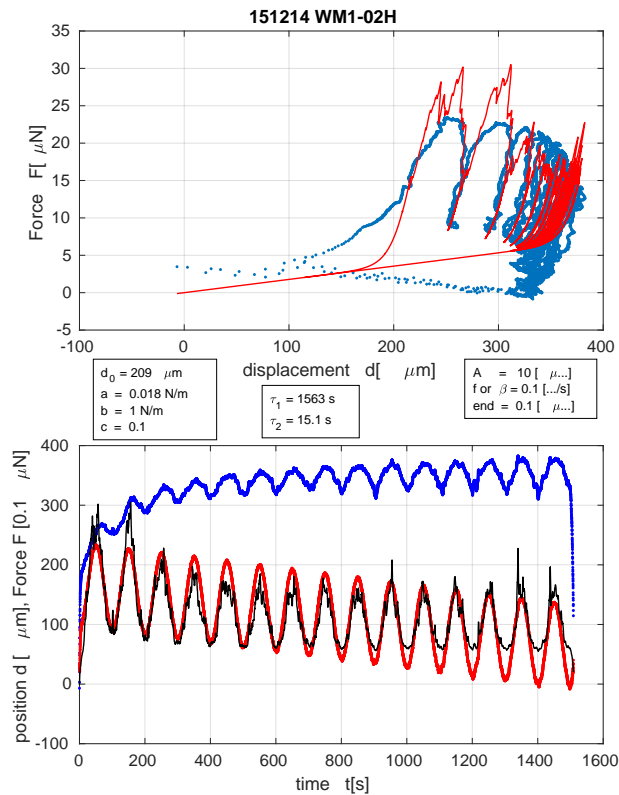 151214 WM1-02H
35
30
25
20
15
10
5
0
-5
Force F[ μN]
-100 0 100 200 300 400
displacement d[ μm]
d0 = 209 μm
a = 0.018 N/m
b = 1 N/m
c = 0.1
τ1 = 1563 s
τ2 = 15.1 s
A = 10 [ μ...]
f or β = 0.1 [.../s]
end = 0.1 [ μ...]
400
300
200
100
0
-100
position d [ μm], Force F [0.1 μN]
0 200 400 600 800 1000 1200 1400 1600
time t[s]